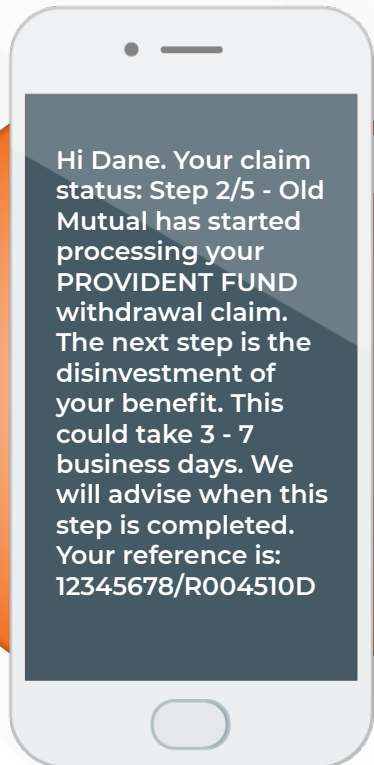 Hi Dane. Your claim
status: Step 2/5 - Old
Mutual has started
processing your
PROVIDENT FUND
withdrawal claim.
The next step is the
disinvestment of
your benefit. This
could take 3 - 7
business days. We
will advise when this
step is completed.
Your reference is:
12345678/R004510D